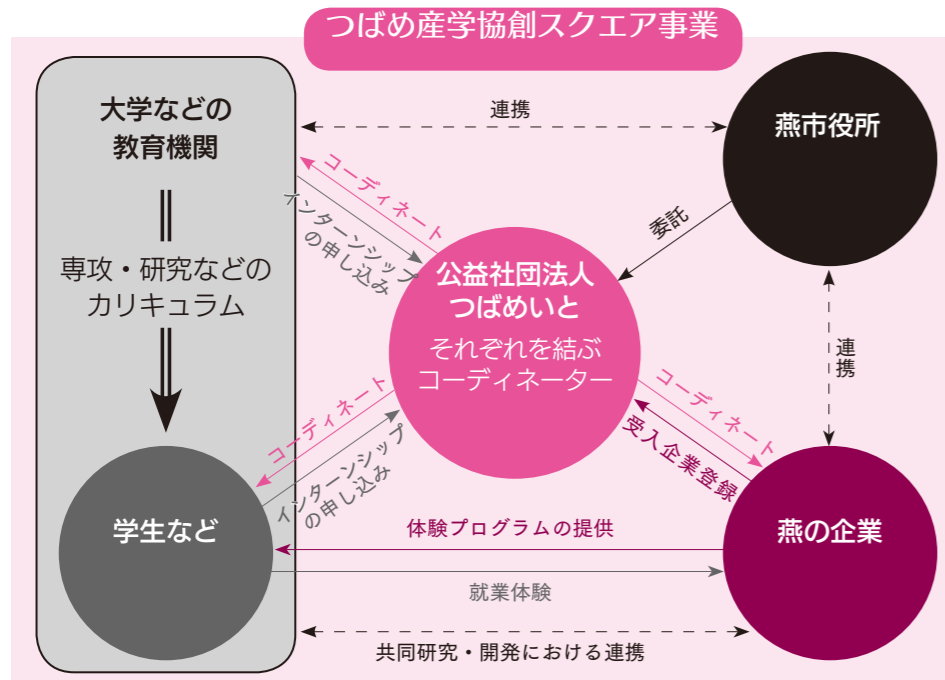 つばめ産学協創スクエア事業
大学などの
教育機関
専攻・研究などの
カリキュラム
学生など
連携
燕市役所
コーディネート
インターンシップ
の申し込み
委託
公益社団法人
つばめいと
それぞれを結ぶ
コーディネーター
連携
コーディネート
インターンシップ
の申し込み
コーディネート
受入企業登録
燕の企業
体験プログラムの提供
就業体験
共同研究・開発における連携